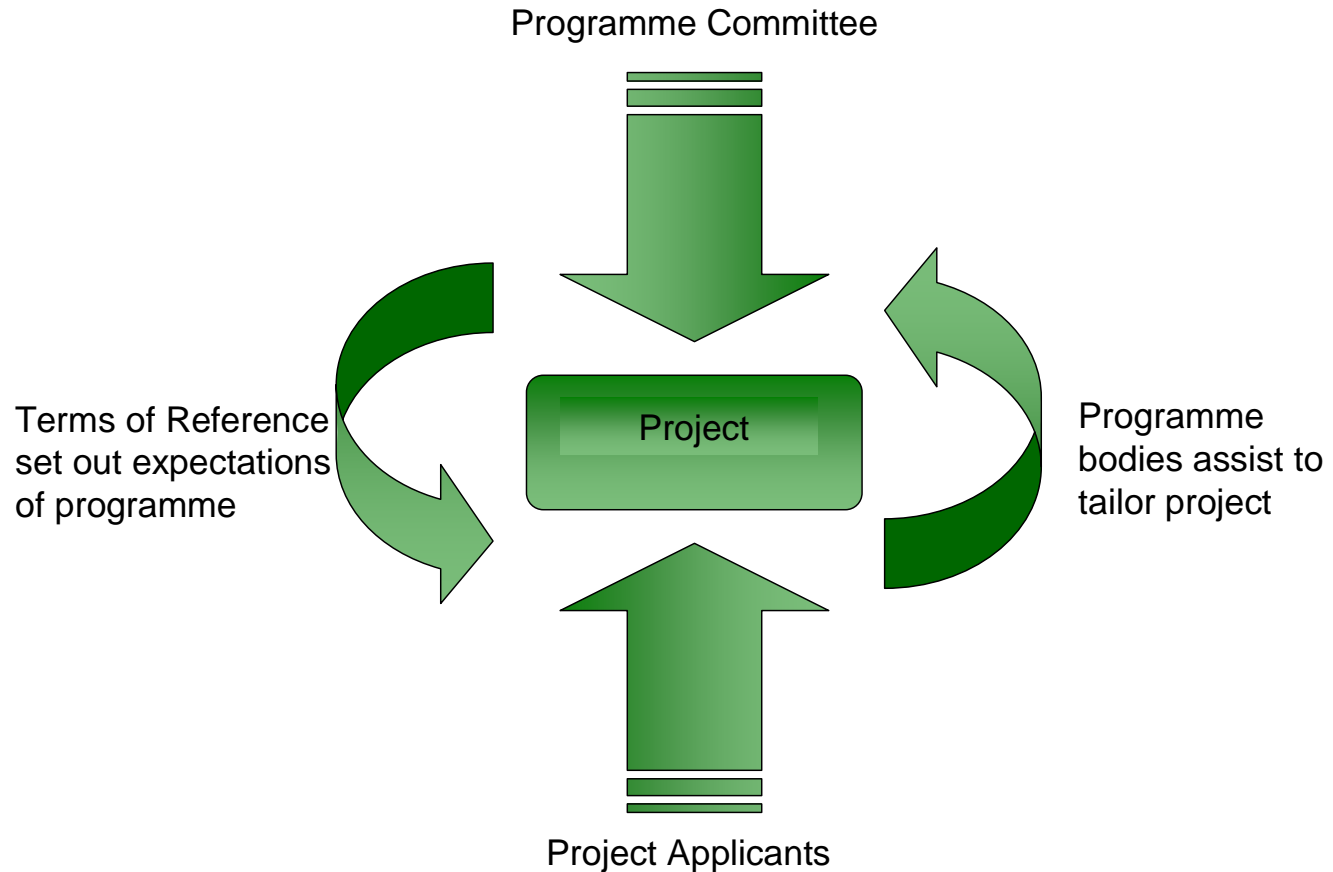 Programme Committee
Terms of Reference
set out expectations
of programme
Project
Programme
bodies assist to
tailor project
Project Applicants